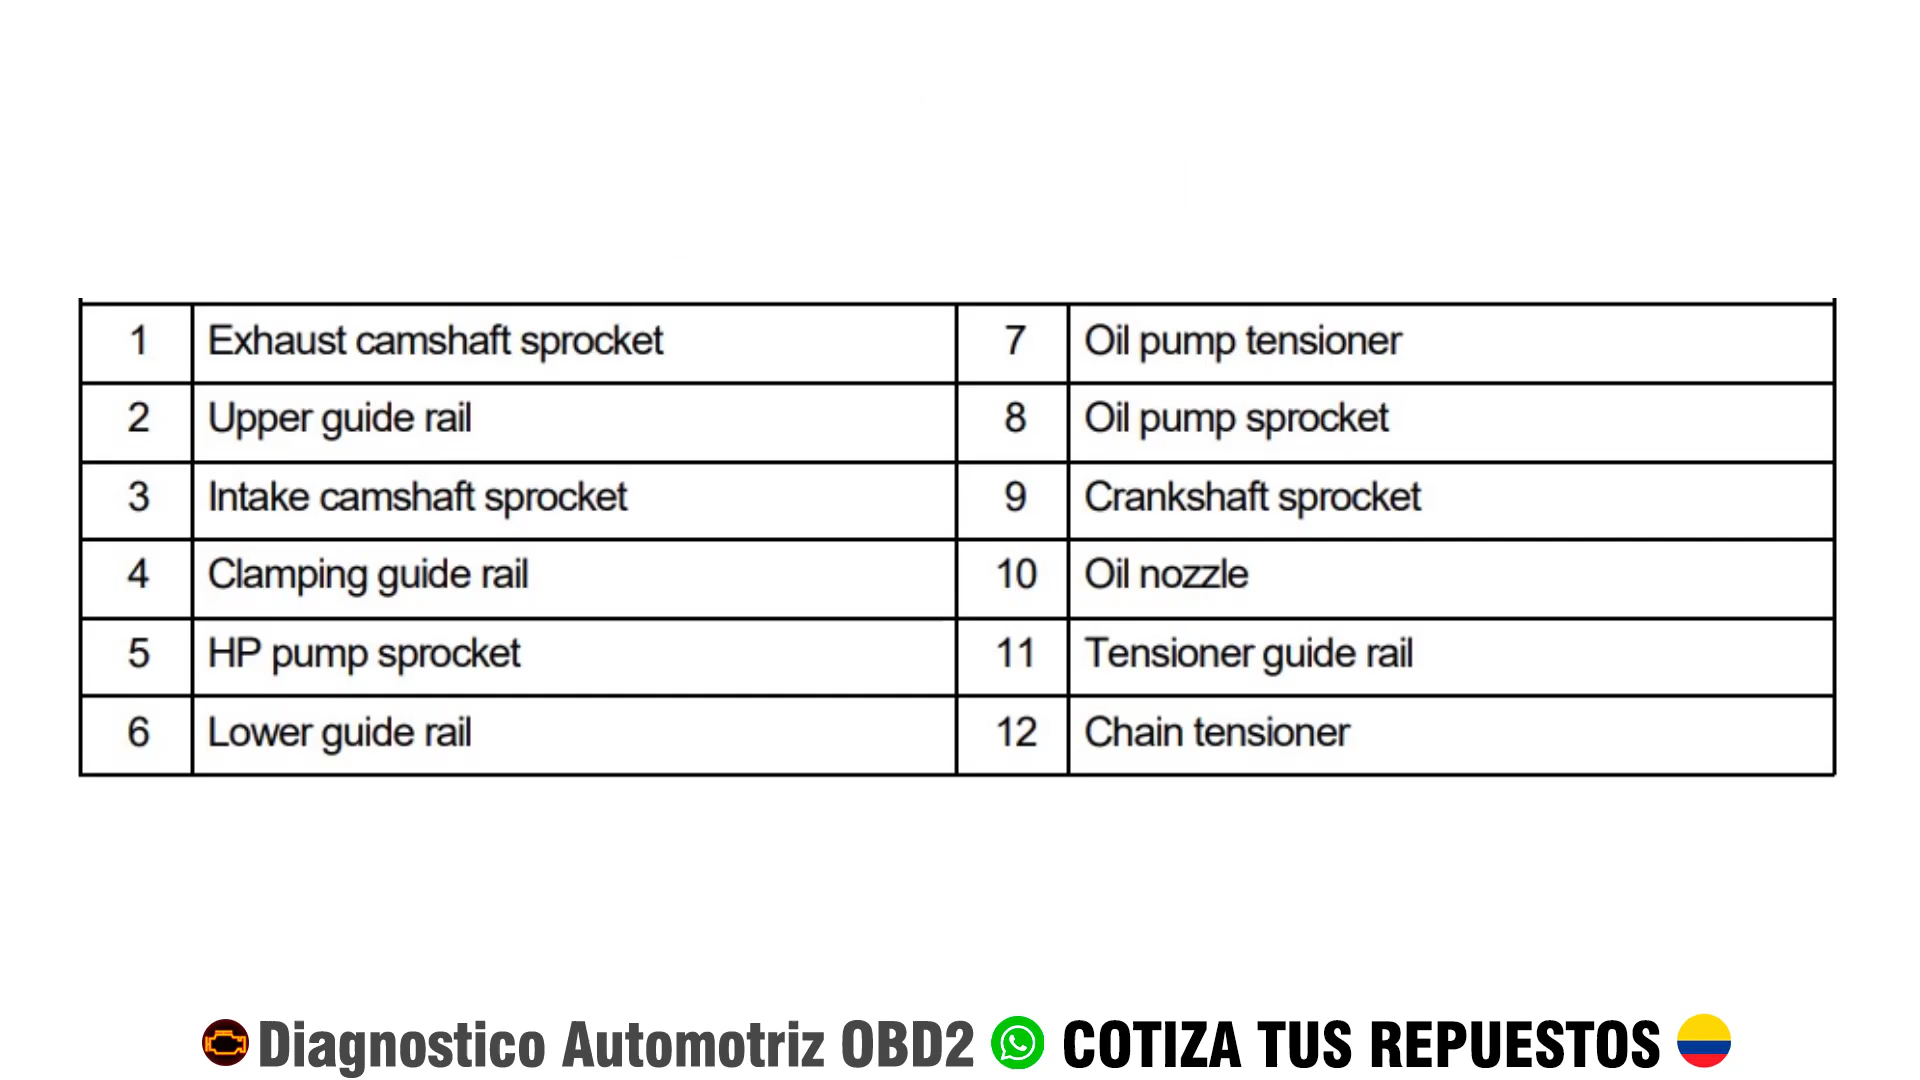 1 Exhaust camshaft sprocket 7 Oil pump tensioner
2 Upper guide rail 8 Oil pump sprocket
3 Intake camshaft sprocket 9 Crankshaft sprocket
4 Clamping guide rail 10 Oil nozzle
5 HP pump sprocket 11 Tensioner guide rail
6 Lower guide rail 12 Chain tensioner
Diagnostico Automotriz OBD2 COTIZA TUS REPUESTOS